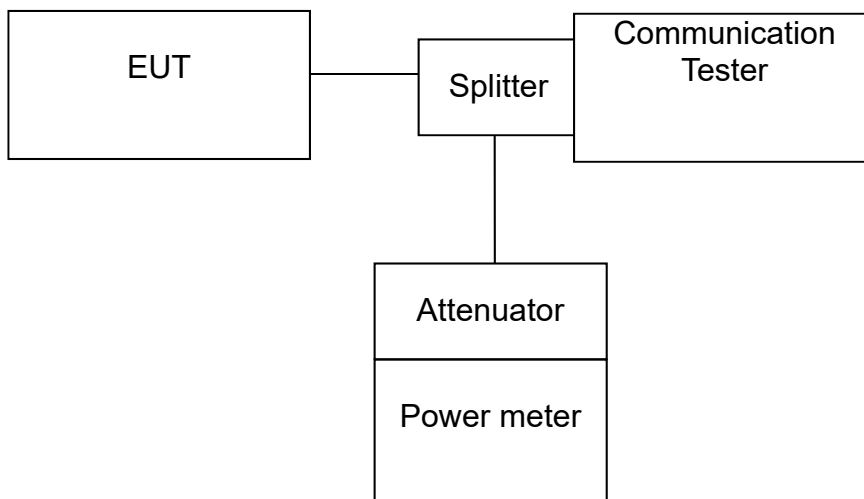 EUT
Splitter
Communication
Tester
Attenuator
Power meter